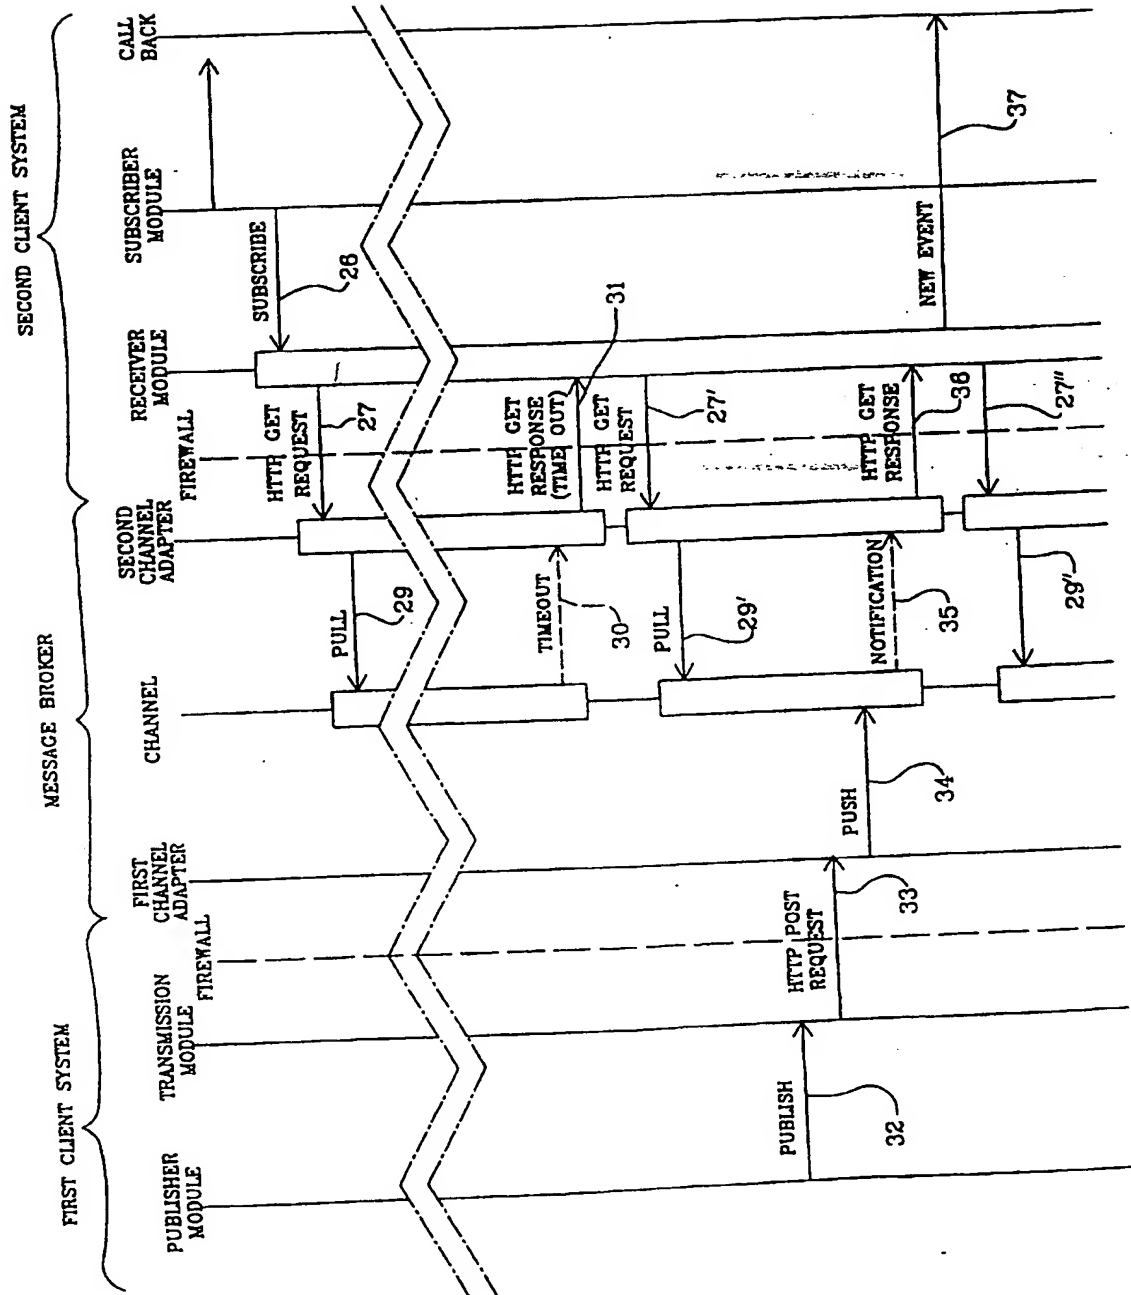 FIRST CLIENT SYSTEM
MESSAGE BROKER
SECOND CLIENT SYSTEM
PUBLISHER
MODULE
TRANSMISSION
MODULE
FIREWALL
FIRST
CHANNEL
ADAPTER
CHANNEL
SECOND
CHANNEL
ADAPTER
FIREWALL
RECEIVER
MODULE
SUBSCRIBER
MODULE
CALL
BACK
SUBSCRIBE
26
HTTP GET
REQUEST
27
PULL
29
TIMEOUT
30
HTTP GET
RESPONSE
(TIME OUT)
31
HTTP GET
REQUEST
27'
PULL
29'
PUBLISH
32
HTTP POST
REQUEST
33
PUSH
34
NOTIFICATION
35
HTTP GET
RESPONSE
36
NEW EVENT
37
27''
29''